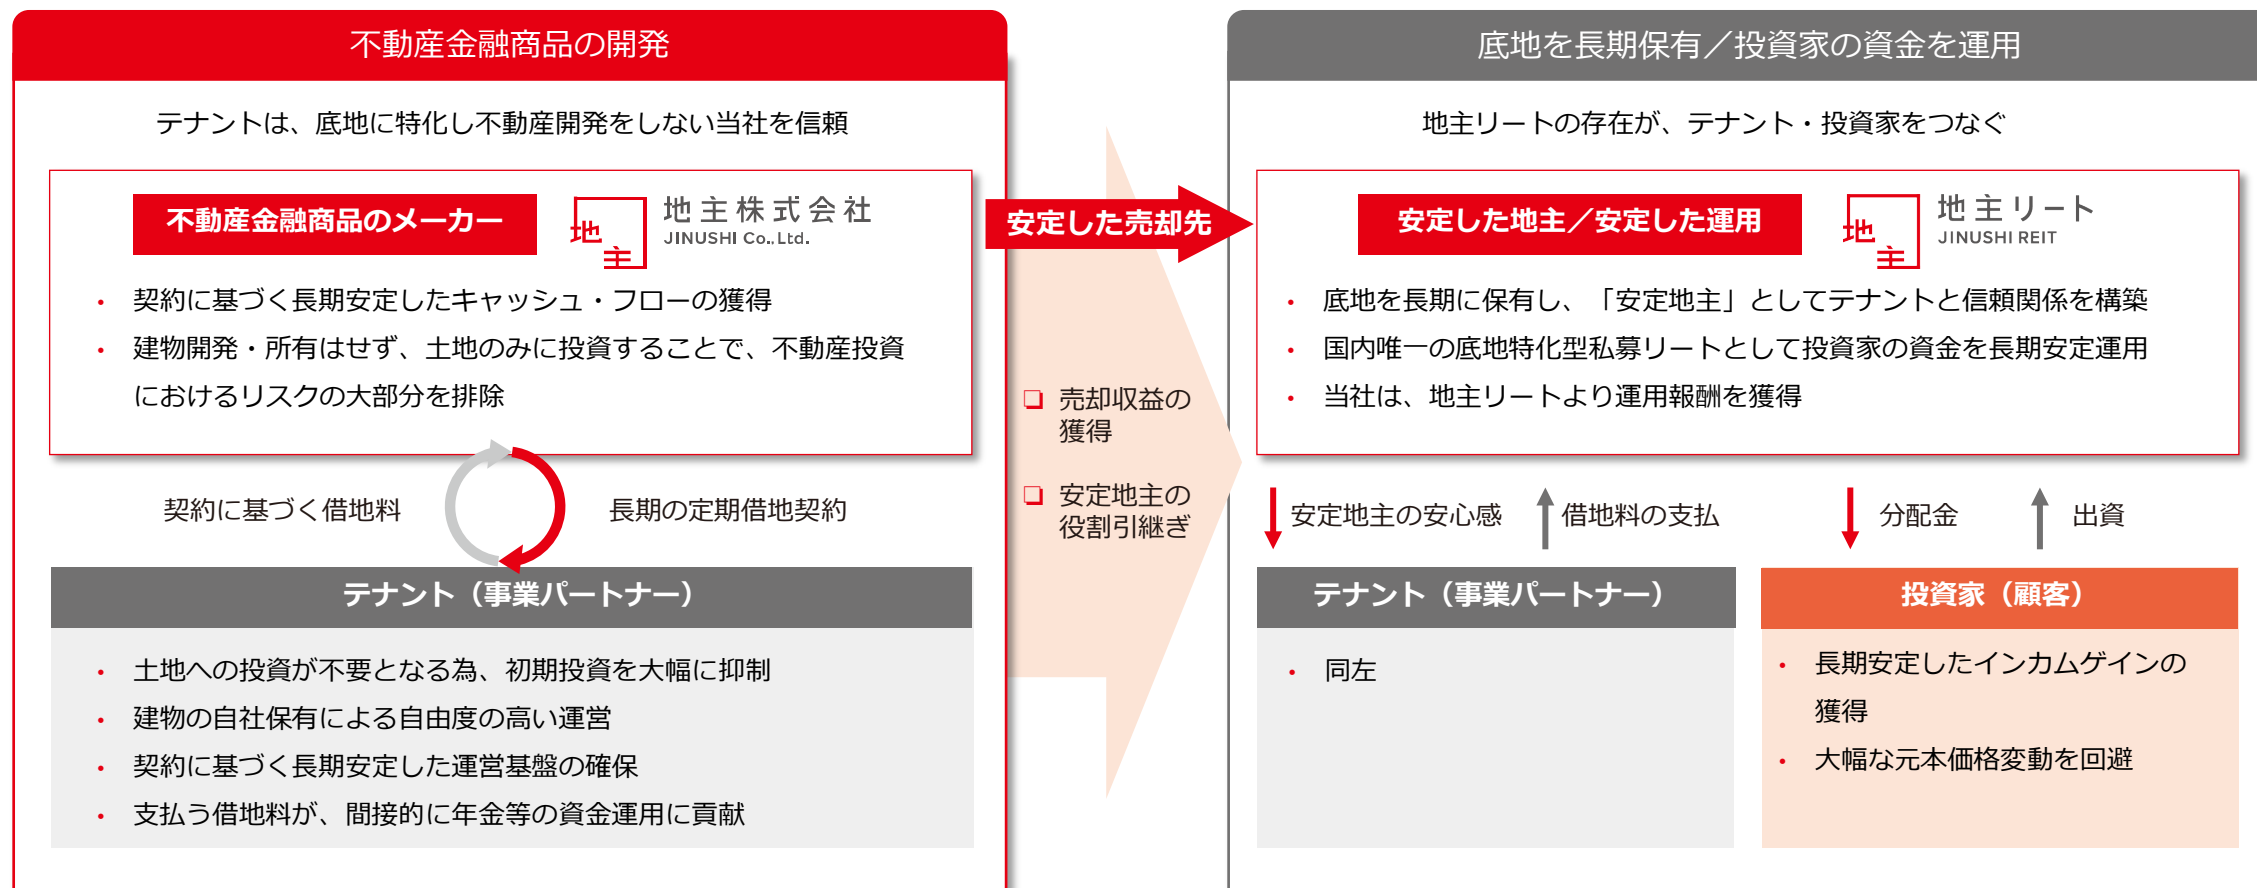 不動産金融商品の開発
テナントは、底地に特化し不動産開発をしない当社を信頼
不動産金融商品のメーカー
地主
地主株式会社
JINUSHI Co.,Ltd.
・ 契約に基づく長期安定したキャッシュ・フローの獲得
・ 建物開発・所有はせず、土地のみに投資することで、不動産投資
におけるリスクの大部分を排除
契約に基づく借地料
長期の定期借地契約
テナント（事業パートナー）
・ 土地への投資が不要となる為、初期投資を大幅に抑制
・ 建物の自社保有による自由度の高い運営
・ 契約に基づく長期安定した運営基盤の確保
・ 支払う借地料が、間接的に年金等の資金運用に貢献
安定した売却先
❑ 売却収益の
獲得
❑ 安定地主の
役割引継ぎ
底地を長期保有／投資家の資金を運用
地主リートの存在が、テナント・投資家をつなぐ
安定した地主／安定した運用
地主
地主リート
JINUSHI REIT
・ 底地を長期に保有し、「安定地主」としてテナントと信頼関係を構築
・ 国内唯一の底地特化型私募リートとして投資家の資金を長期安定運用
・ 当社は、地主リートより運用報酬を獲得
安定地主の安心感
借地料の支払
分配金
出資
テナント（事業パートナー）
・ 同左
投資家（顧客）
・ 長期安定したインカムゲインの
獲得
・ 大幅な元本価格変動を回避